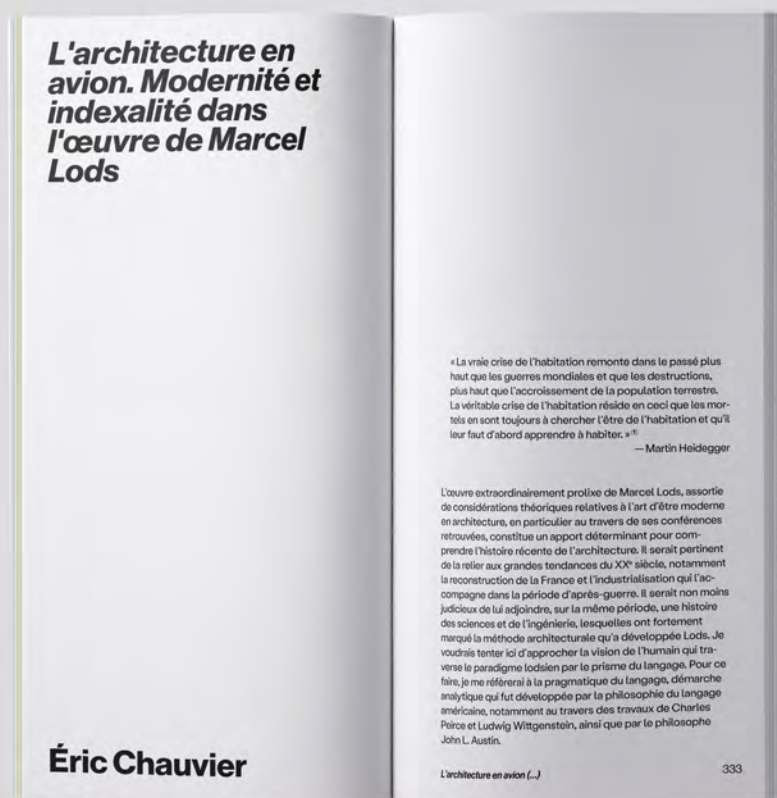 L'architecture en
avion. Modernité et
indexalité dans
l'œuvre de Marcel
Lods
Éric Chauvier
« La vraie crise de l'habitation remonte dans le passé plus
haut que les guerres mondiales et que les destructions,
plus haut que l'accroissement de la population terrestre.
La véritable crise de l'habitation réside en ceci que les mor-
tels en sont toujours à chercher l'être de l'habitation et qu'il
leur faut d'abord apprendre à habiter. »(1)
— Martin Heidegger
L'œuvre extraordinairement prolixe de Marcel Lods, assortie
de considérations théoriques relatives à l'art d'être moderne
en architecture, en particulier au travers de ses conférences
retrouvées, constitue un apport déterminant pour com-
prendre l'histoire récente de l'architecture. Il serait pertinent
de la relier aux grandes tendances du XXe siècle, notamment
la reconstruction de la France et l'industrialisation qui l'ac-
compagne dans la période d'après-guerre. Il serait non moins
judicieux de lui adjoindre, sur la même période, une histoire
des sciences et de l'ingénierie, lesquelles ont fortement
marqué la méthode architecturale qu'a développée Lods. Je
voudrais tenter ici d'approcher la vision de l'humain qui tra-
verse le paradigme lodsien par le prisme du langage. Pour ce
faire, je me référerai à la pragmatique du langage, démarche
analytique qui fut développée par la philosophie du langage
américaine, notamment au travers des travaux de Charles
Peirce et Ludwig Wittgenstein, ainsi que par le philosophe
John L. Austin.
L'architecture en avion (...)
333